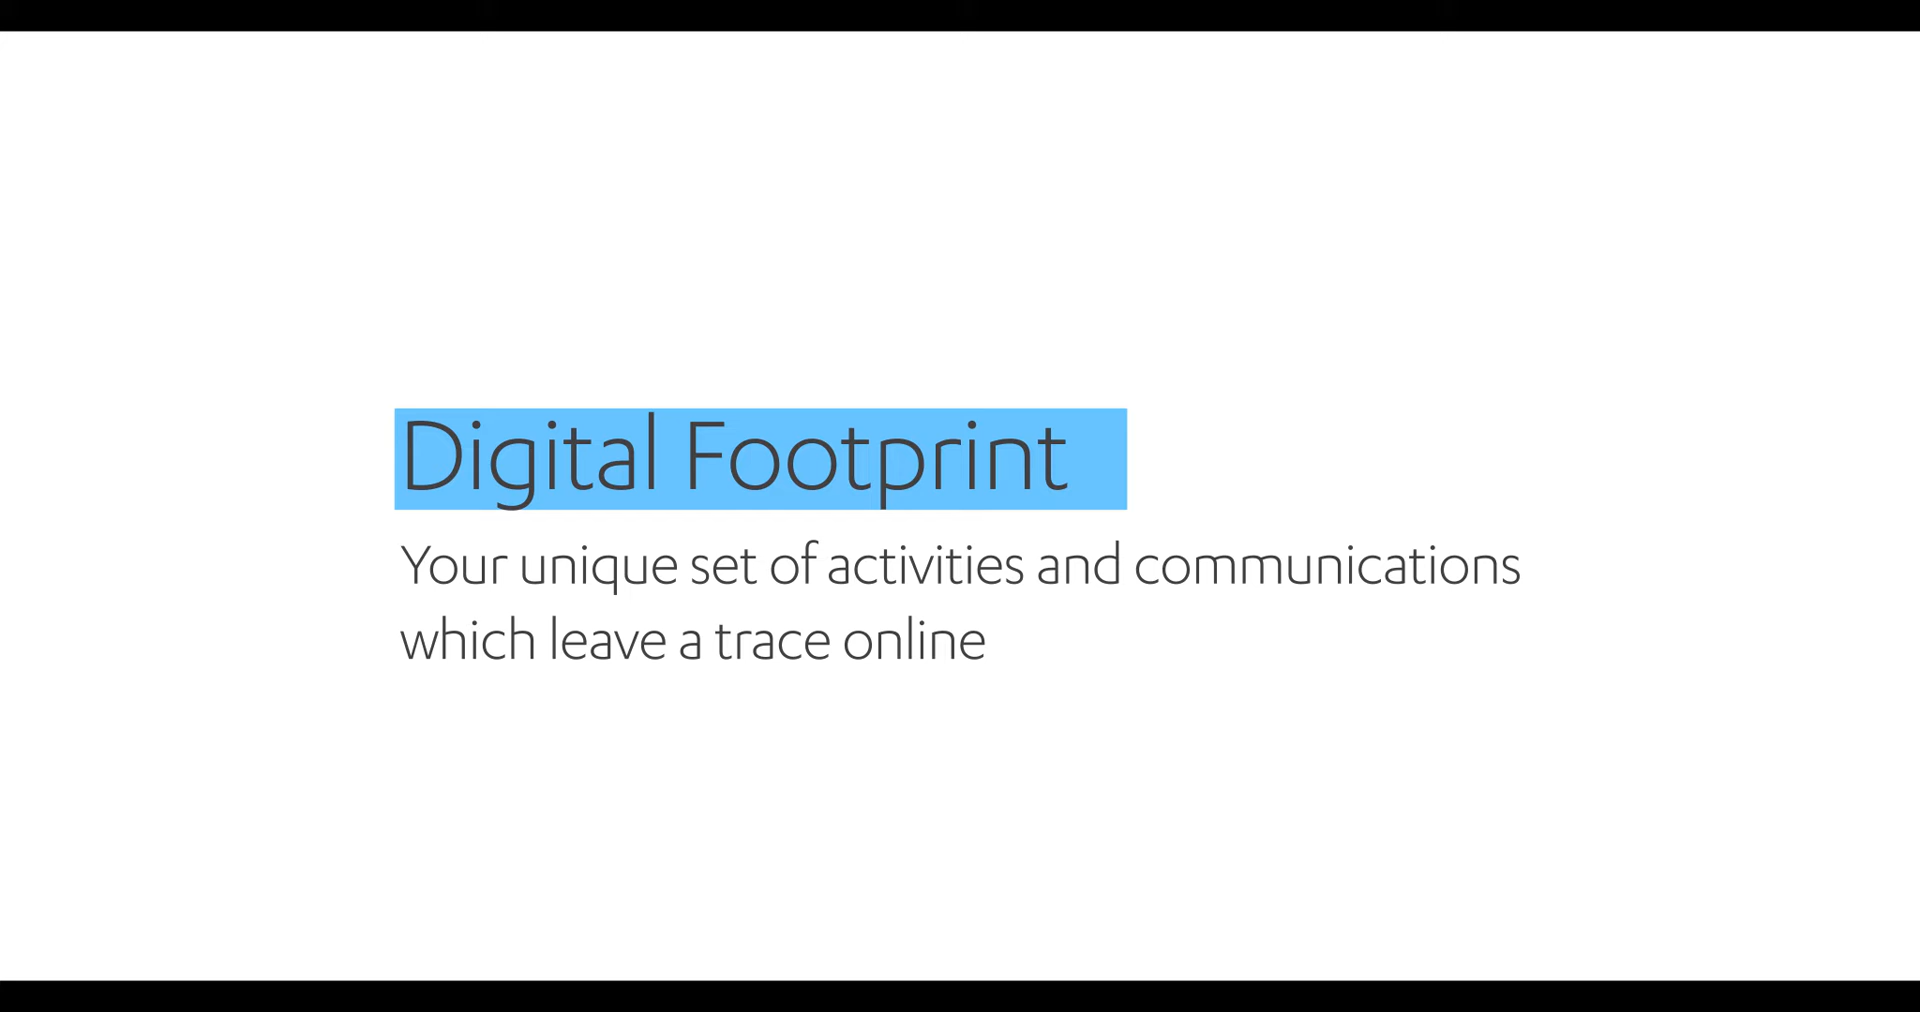 Digital Footprint
Your unique set of activities and communications
which leave a trace online